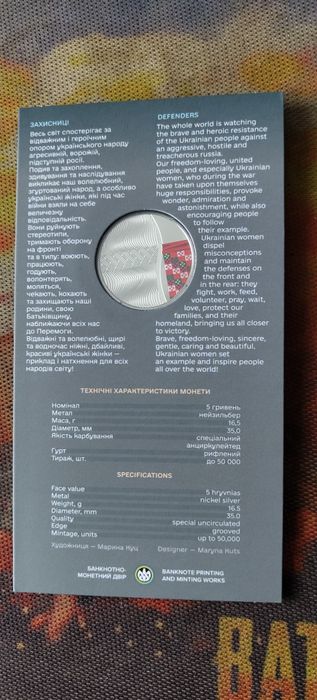 ЗАХИСНИЦІ
Весь світ спостерігає за
відважним і героїчним
опором українського народу
агресивній, ворожій,
підступній росії.
Подив та захоплення,
здивування та наслідування
викликає наш волелюбний,
згуртований народ, а особливо
українські жінки, які під час
війни взяли на себе
величезну
відповідальність.
Вони руйнують
стереотипи,
тримають оборону
на фронті
та в тилу: воюють,
працюють,
годують,
волонтерять,
моляться,
чекають, кохають
та захищають наші
родини, свою
Батьківщину,
наближаючи всіх нас
до Перемоги.
Відважні та волелюбні, щирі
та водночас ніжні, дбайливі,
красиві українські жінки –
приклад і натхнення для всіх
народів світу!
DEFENDERS
The whole world is watching
the brave and heroic resistance
of the Ukrainian people against
an aggressive, hostile and
treacherous russia.
Our freedom-loving, united
people, and especially Ukrainian
women, who during the war
have taken upon themselves
huge responsibilities, provoke
wonder, admiration and
astonishment, while also
encouraging people
to follow
their example.
Ukrainian women
dispel
misconceptions
and maintain
the defenses on
the front and
in the rear: they
fight, work, feed,
volunteer, pray, wait,
love, protect our
families, and their
homeland, bringing us all closer
to victory.
Brave, freedom-loving, sincere,
gentle, caring and beautiful,
Ukrainian women set
an example and inspire people
all over the world!
ТЕХНІЧНІ ХАРАКТЕРИСТИКИ МОНЕТИ
Номінал 5 гривень
Метал нейзильбер
Маса, г 16,5
Діаметр, мм 35,0
Якість карбування спеціальний
анциркулейтед
Гурт рифлений
Тираж, шт. до 50 000
SPECIFICATIONS
Face value 5 hryvnias
Metal nickel silver
Weight, g 16.5
Diameter, mm 35.0
Quality special uncirculated
Edge grooved
Mintage, units up to 50,000
Художниця – Марина Куц Designer – Maryna Kuts
БАНКНОТНО-
МОНЕТНИЙ ДВІР
BANKNOTE PRINTING
AND MINTING WORKS
BAT